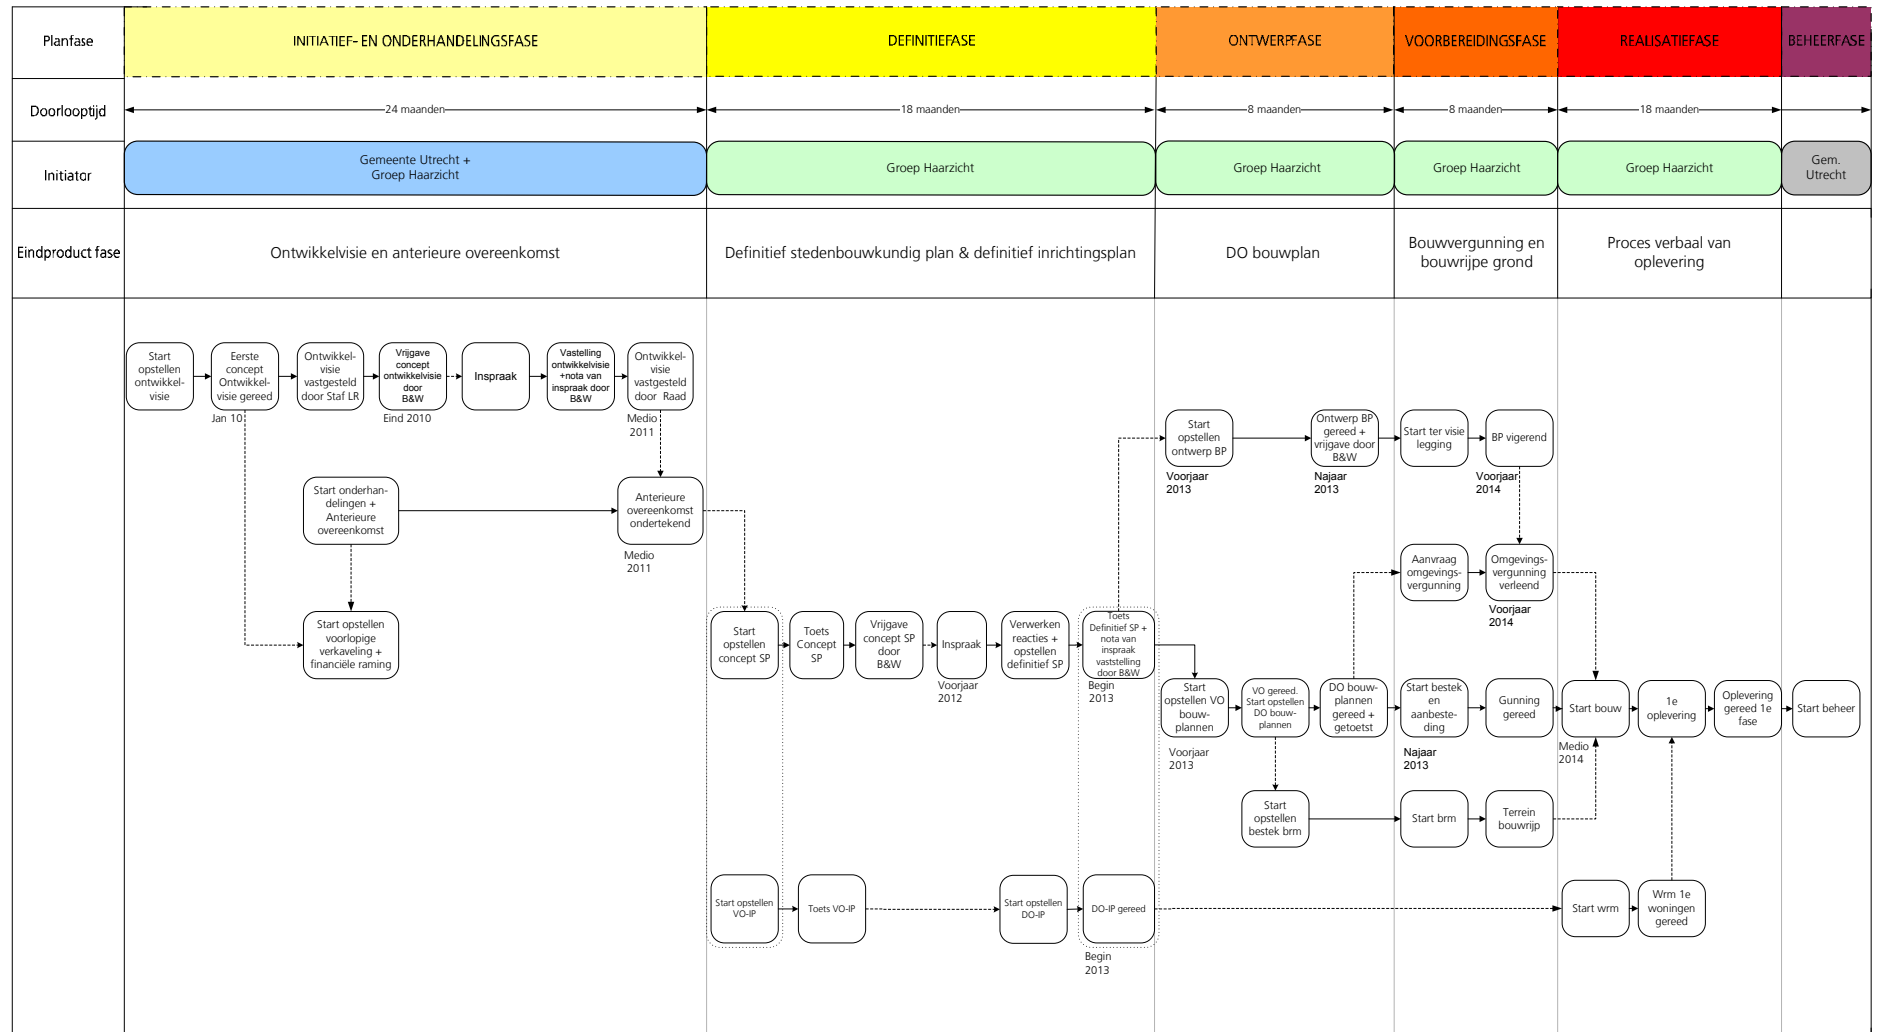 Planfase
INITIATIEF- EN ONDERHANDELINGSFASE
DEFINITIEFASE
ONTWERPFASE
VOORBEREIDINGSFASE
REALISATIEFASE
BEHEERFASE
Doorlooptijd
24 maanden
18 maanden
8 maanden
8 maanden
18 maanden
Initiator
Gemeente Utrecht +
Groep Haarzicht
Groep Haarzicht
Groep Haarzicht
Groep Haarzicht
Groep Haarzicht
Gem.
Utrecht
Eindproduct fase
Ontwikkelvisie en anterieure overeenkomst
Definitief stedenbouwkundig plan & definitief inrichtingsplan
DO bouwplan
Bouwvergunning en
bouwrijpe grond
Proces verbaal van
oplevering
Start
opstellen
ontwikkel-
visie
Eerste
concept
Ontwikkel-
visie gereed
Jan 10
Ontwikkel-
visie
vastgesteld
door Staf LR
Vrijgave
concept
ontwikkelvisie
door
B&W
Eind 2010
Inspraak
Vastelling
ontwikkelvisie
+nota van
inspraak door
B&W
Ontwikkel-
visie
vastgesteld
door Raad
Medio
2011
Start onderhan-
delingen +
Anterieure
overeenkomst
Anterieure
overeenkomst
ondertekend
Medio
2011
Start opstellen
voorlopige
verkaveling +
financiële raming
Start
opstellen
concept SP
Toets
Concept
SP
Vrijgave
concept SP
door
B&W
Inspraak
Voorjaar
2012
Verwerken
reacties +
opstellen
definitief SP
Toets
Definitief SP +
nota van
inspraak
vaststelling
door B&W
Begin
2013
Start opstellen
VO-IP
Toets VO-IP
Start opstellen
DO-IP
DO-IP gereed
Begin
2013
Start
opstellen
ontwerp BP
Voorjaar
2013
Ontwerp BP
gereed +
vrijgave door
B&W
Najaar
2013
Start ter visie
legging
BP vigerend
Voorjaar
2014
Aanvraag
omgevings-
vergunning
Omgevings-
vergunning
verleend
Voorjaar
2014
Start
opstellen VO
bouw-
plannen
Voorjaar
2013
VO gereed.
Start opstellen
DO bouw-
plannen
DO bouw-
plannen
gereed +
getoetst
Start bestek
en
aanbeste-
ding
Najaar
2013
Gunning
gereed
Start bouw
Medio
2014
1e
oplevering
Oplevering
gereed 1e
fase
Start beheer
Start
opstellen
bestek brm
Start brm
Terrein
bouwrijp
Start wrm
Wrm 1e
woningen
gereed